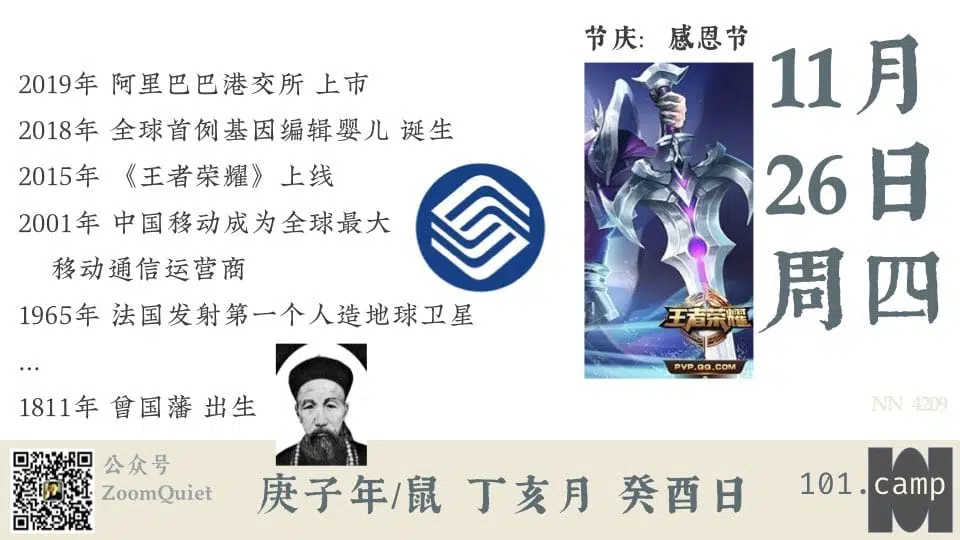 节庆: 感恩节
11月
26日
周四
2019年 阿里巴巴港交所 上市
2018年 全球首例基因编辑婴儿 诞生
2015年 《王者荣耀》上线
2001年 中国移动成为全球最大
移动通信运营商
1965年 法国发射第一个人造地球卫星
...
1811年 曾国藩 出生
王者荣耀
PVP.QQ.COM
NN 4209
公众号
ZoomQuiet
庚子年/鼠 丁亥月 癸酉日
101.camp